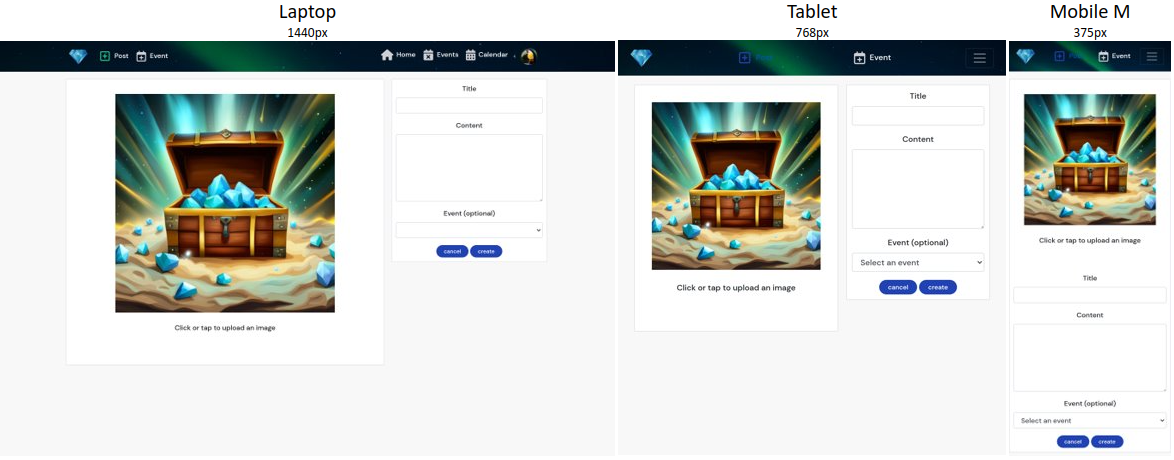 Laptop
1440px
Post Event Home Events Calendar
Title
Content
Event (optional)
cancel create
Click or tap to upload an image
Tablet
768px
Post Event
Title
Content
Event (optional)
Select an event
cancel create
Click or tap to upload an image
Mobile M
375px
Event
Click or tap to upload an image
Title
Content
Event (optional)
Select an event
cancel create